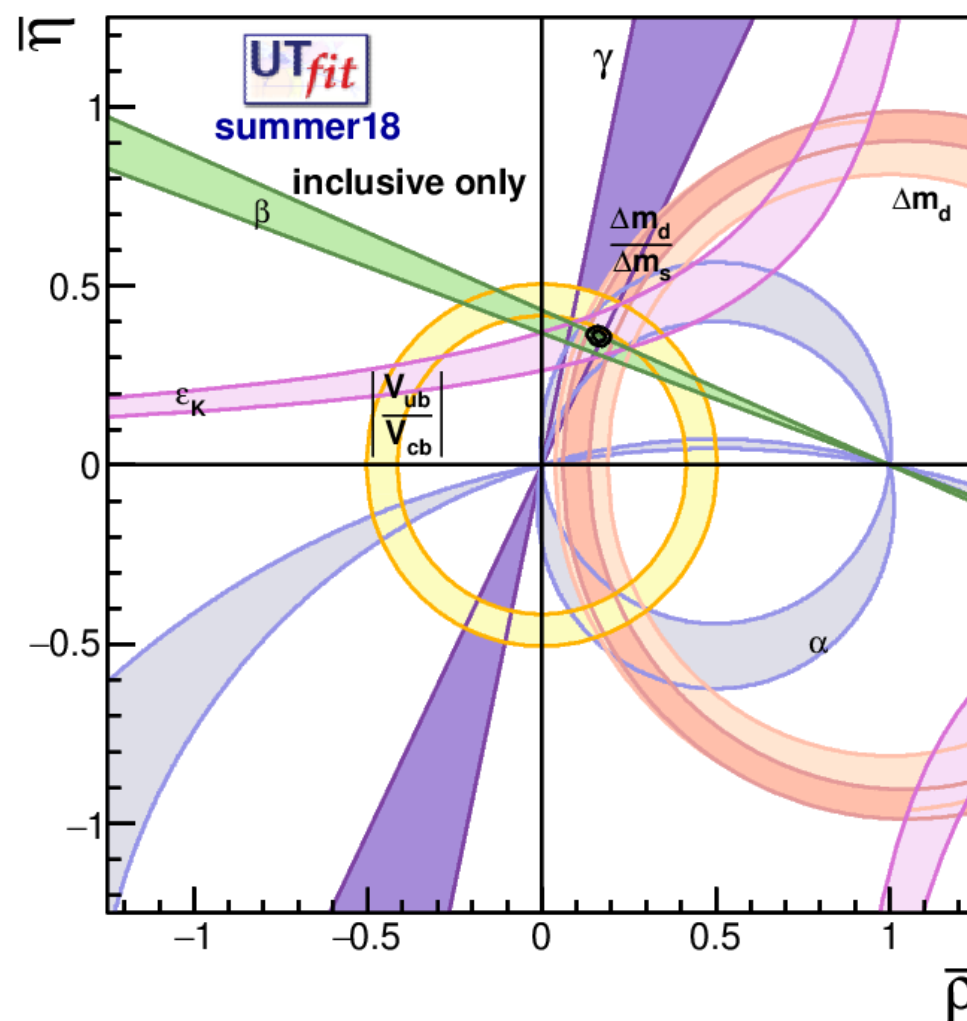 η̅
UTfit
summer18
inclusive only
γ
β
Δm_d
Δm_d
Δm_s
ε_K
|V_ub
V_cb|
α
1
0.5
0
−0.5
−1
−1
−0.5
0
0.5
1
ρ̅